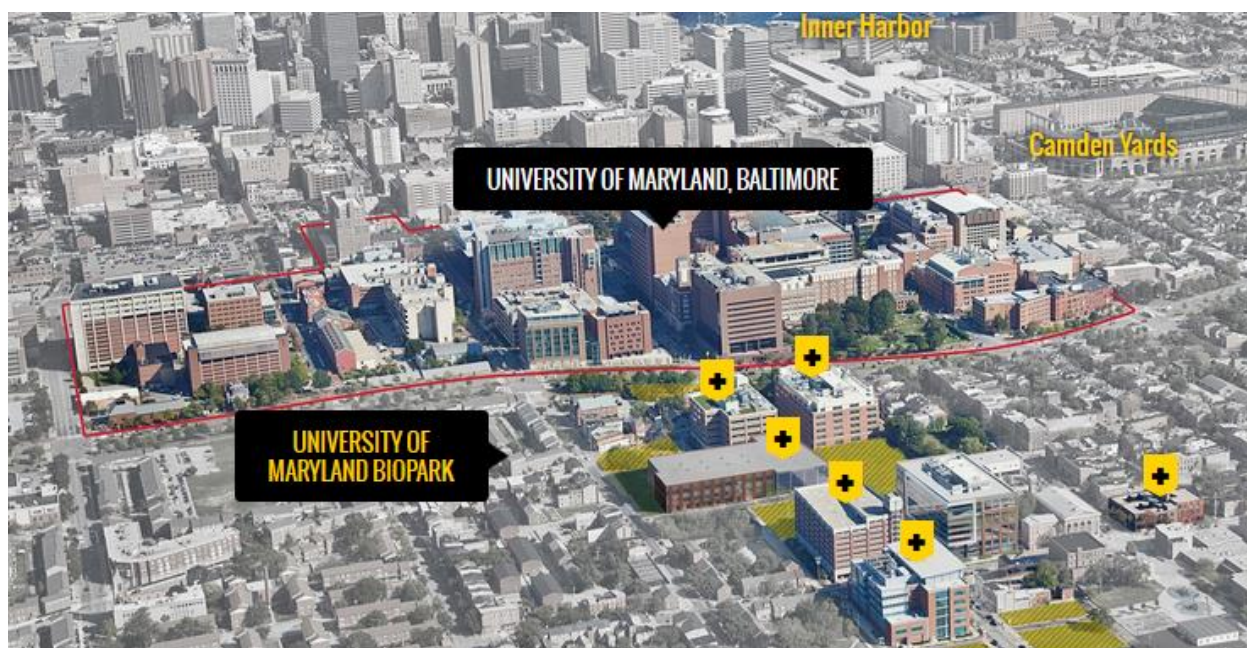 Inner Harbor
Camden Yards
UNIVERSITY OF MARYLAND, BALTIMORE
UNIVERSITY OF
MARYLAND BIOPARK